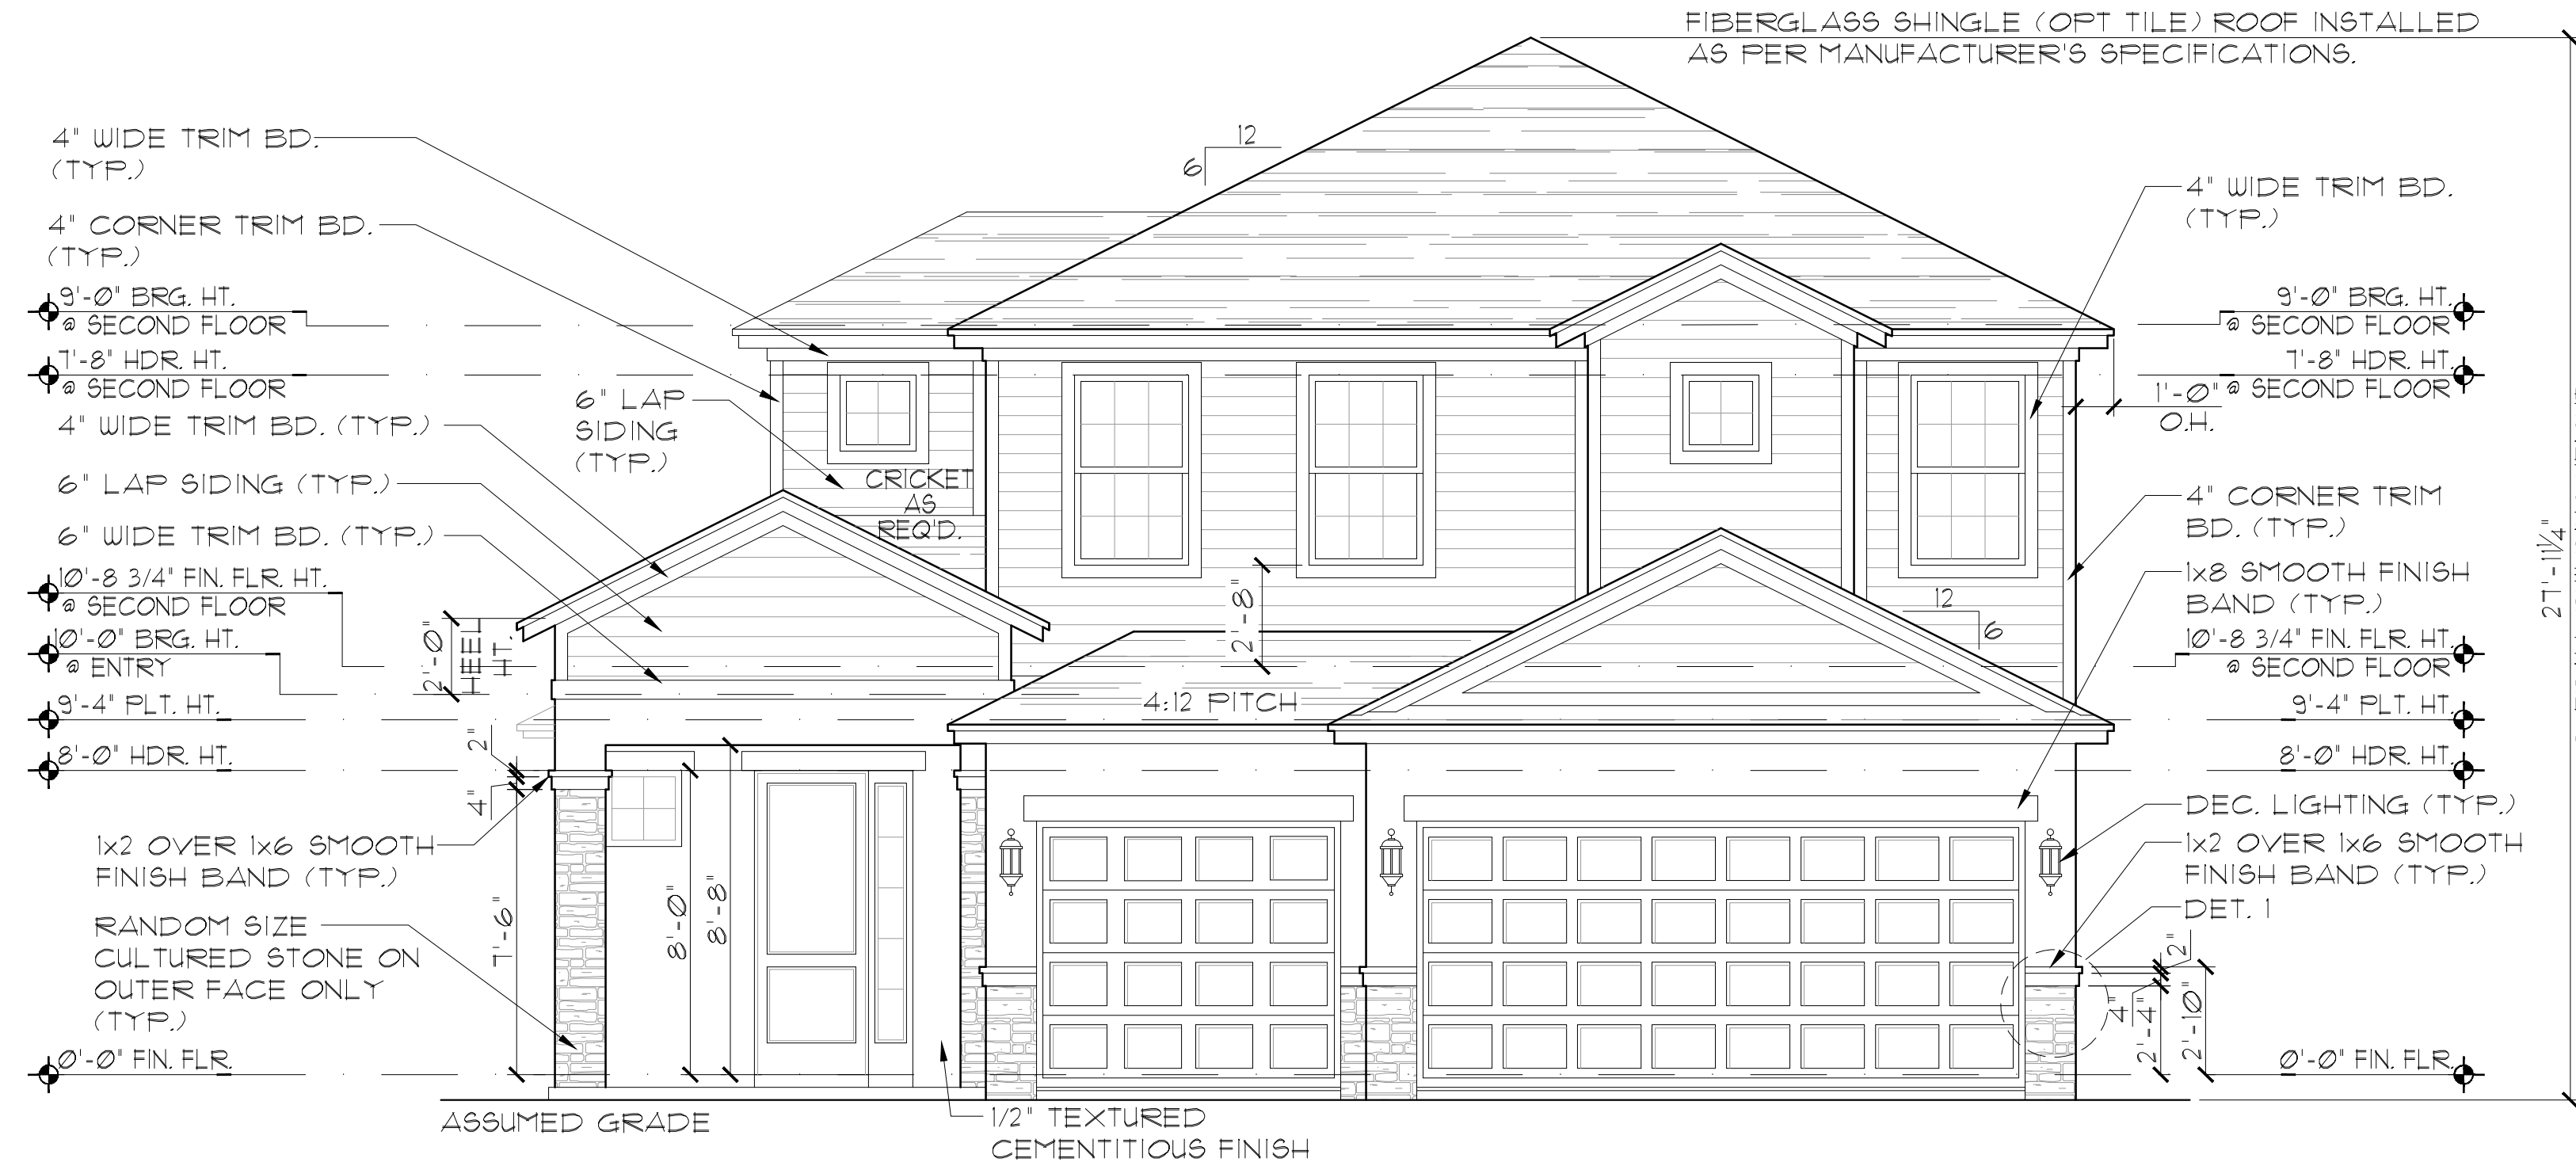 FIBERGLASS SHINGLE (OPT TILE) ROOF INSTALLED
AS PER MANUFACTURER'S SPECIFICATIONS.
12
6
4" WIDE TRIM BD.
(TYP.)
4" CORNER TRIM BD.
(TYP.)
9'-0" BRG. HT.
@ SECOND FLOOR
7'-8" HDR. HT.
@ SECOND FLOOR
4" WIDE TRIM BD. (TYP.)
6" LAP SIDING (TYP.)
6" WIDE TRIM BD. (TYP.)
10'-8 3/4" FIN. FLR. HT.
@ SECOND FLOOR
10'-0" BRG. HT.
@ ENTRY
9'-4" PLT. HT.
8'-0" HDR. HT.
1x2 OVER 1x6 SMOOTH
FINISH BAND (TYP.)
RANDOM SIZE
CULTURED STONE ON
OUTER FACE ONLY
(TYP.)
0'-0" FIN. FLR.
ASSUMED GRADE
2'-0"
HEEL
HT.
2"
4"
7'-6"
8'-0"
8'-8"
6" LAP
SIDING
(TYP.)
CRICKET
AS
REQ'D.
2'-8"
4:12 PITCH
1/2" TEXTURED
CEMENTITIOUS FINISH
12
6
4" WIDE TRIM BD.
(TYP.)
9'-0" BRG. HT.
@ SECOND FLOOR
7'-8" HDR. HT.
@ SECOND FLOOR
1'-0"
O.H.
4" CORNER TRIM
BD. (TYP.)
1x8 SMOOTH FINISH
BAND (TYP.)
10'-8 3/4" FIN. FLR. HT.
@ SECOND FLOOR
9'-4" PLT. HT.
8'-0" HDR. HT.
DEC. LIGHTING (TYP.)
1x2 OVER 1x6 SMOOTH
FINISH BAND (TYP.)
DET. 1
2"
4"
2'-4"
2'-10"
0'-0" FIN. FLR.
27'-11 1/4"